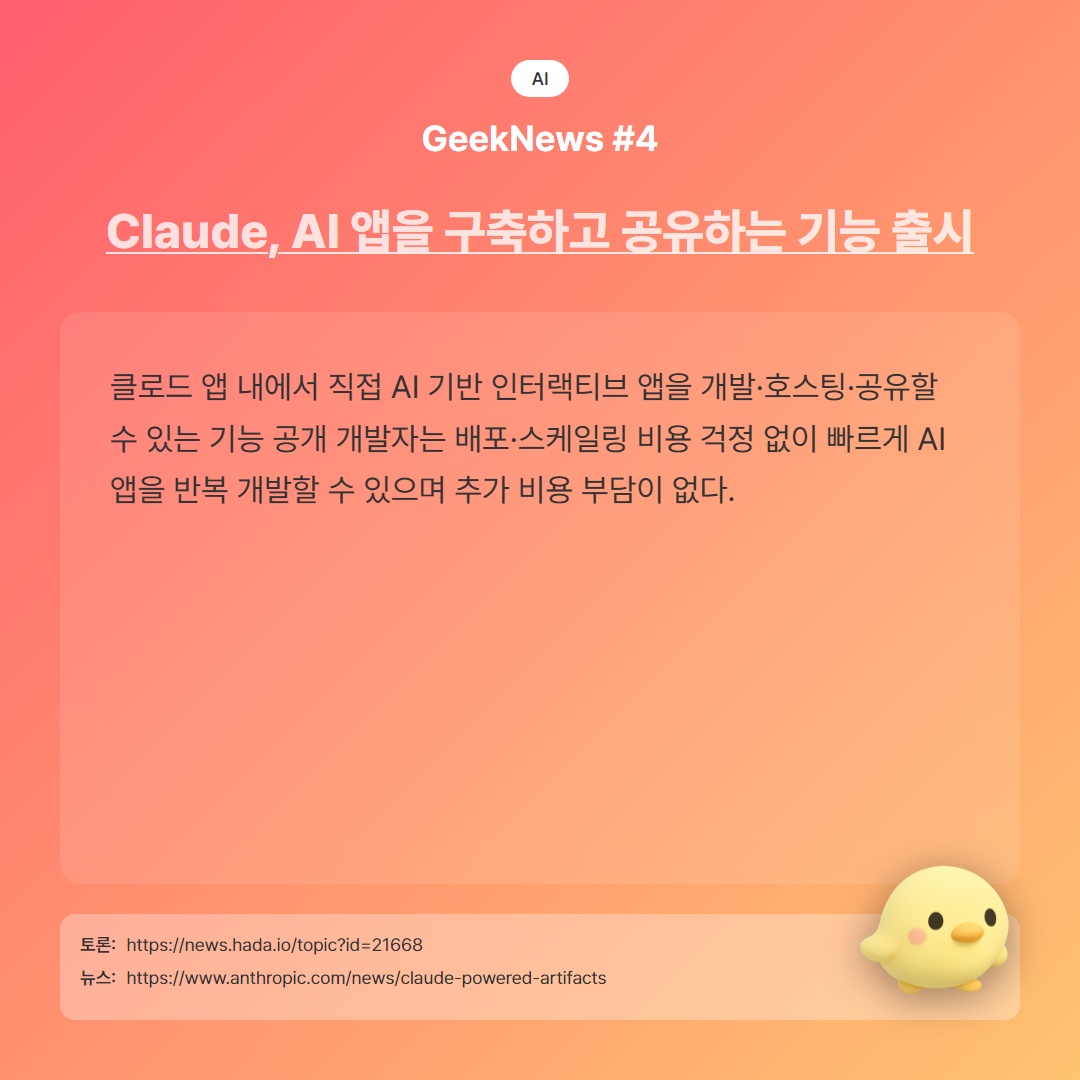 AI
GeekNews #4
Claude, AI 앱을 구축하고 공유하는 기능 출시
클로드 앱 내에서 직접 AI 기반 인터랙티브 앱을 개발·호스팅·공유할
수 있는 기능 공개 개발자는 배포·스케일링 비용 걱정 없이 빠르게 AI
앱을 반복 개발할 수 있으며 추가 비용 부담이 없다.
토론: https://news.hada.io/topic?id=21668
뉴스: https://www.anthropic.com/news/claude-powered-artifacts